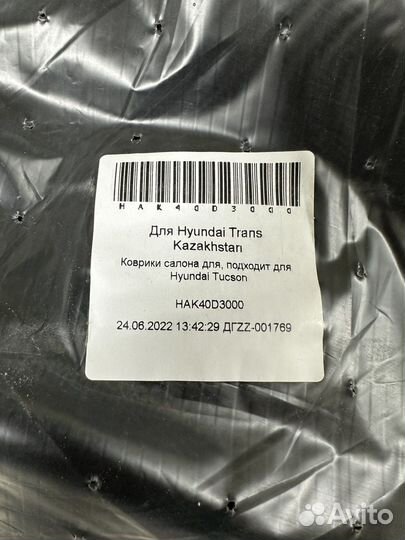 HAK40D3000
Для Hyundai Trans
Kazakhstan
Коврики салона для, подходит для
Hyundai Tucson
HAK40D3000
24.06.2022 13:42:29 ДГZZ-001769
Avito